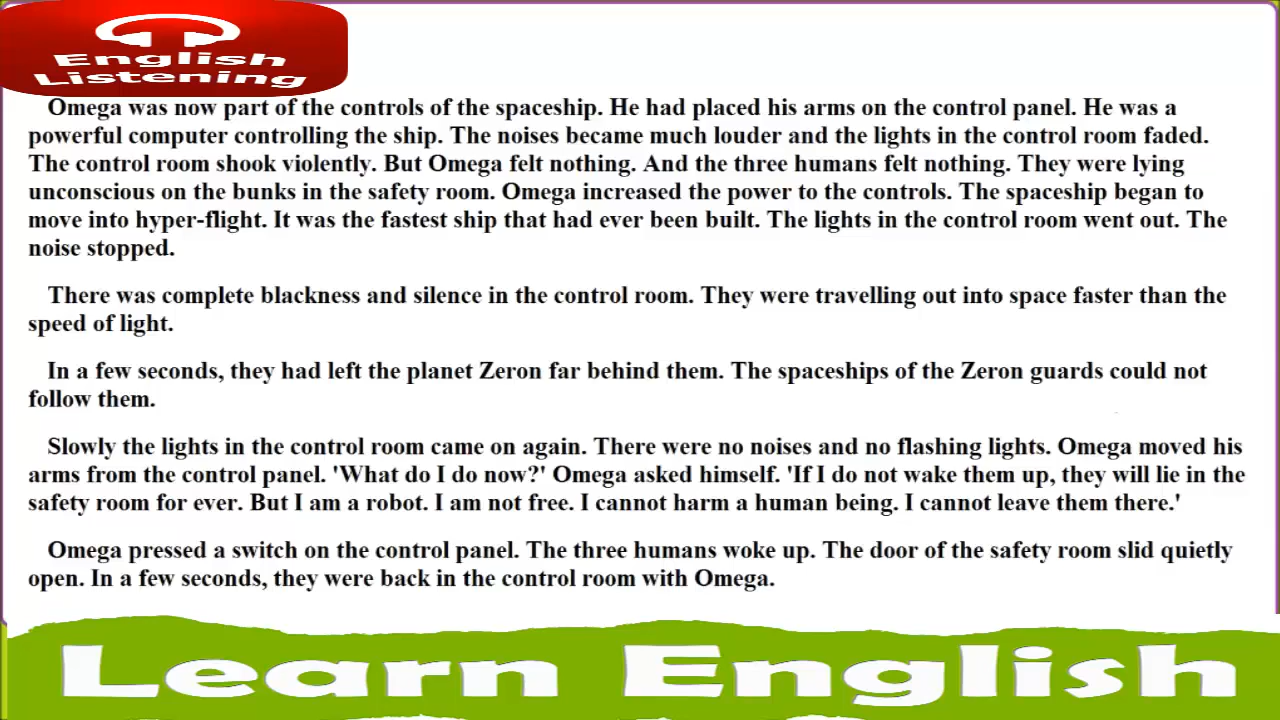 English
Listening
Omega was now part of the controls of the spaceship. He had placed his arms on the control panel. He was a
powerful computer controlling the ship. The noises became much louder and the lights in the control room faded.
The control room shook violently. But Omega felt nothing. And the three humans felt nothing. They were lying
unconscious on the bunks in the safety room. Omega increased the power to the controls. The spaceship began to
move into hyper-flight. It was the fastest ship that had ever been built. The lights in the control room went out. The
noise stopped.
There was complete blackness and silence in the control room. They were travelling out into space faster than the
speed of light.
In a few seconds, they had left the planet Zeron far behind them. The spaceships of the Zeron guards could not
follow them.
Slowly the lights in the control room came on again. There were no noises and no flashing lights. Omega moved his
arms from the control panel. 'What do I do now?' Omega asked himself. 'If I do not wake them up, they will lie in the
safety room for ever. But I am a robot. I am not free. I cannot harm a human being. I cannot leave them there.'
Omega pressed a switch on the control panel. The three humans woke up. The door of the safety room slid quietly
open. In a few seconds, they were back in the control room with Omega.
Learn English